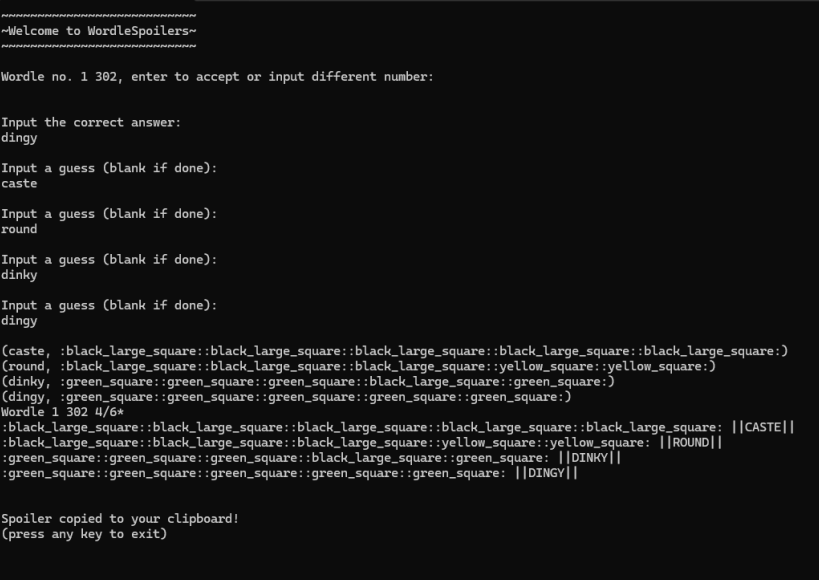 ~~~~~~~~~~~~~~~~~~~~~~~~~~~
~Welcome to WordleSpoilers~
~~~~~~~~~~~~~~~~~~~~~~~~~~~
Wordle no. 1 302, enter to accept or input different number:
Input the correct answer:
dingy
Input a guess (blank if done):
caste
Input a guess (blank if done):
round
Input a guess (blank if done):
dinky
Input a guess (blank if done):
dingy
(caste, :black_large_square::black_large_square::black_large_square::black_large_square::black_large_square:)
(round, :black_large_square::black_large_square::black_large_square::yellow_square::yellow_square:)
(dinky, :green_square::green_square::green_square::black_large_square::green_square:)
(dingy, :green_square::green_square::green_square::green_square::green_square:)
Wordle 1 302 4/6*
:black_large_square::black_large_square::black_large_square::black_large_square::black_large_square: ||CASTE||
:black_large_square::black_large_square::black_large_square::yellow_square::yellow_square: ||ROUND||
:green_square::green_square::green_square::black_large_square::green_square: ||DINKY||
:green_square::green_square::green_square::green_square::green_square: ||DINGY||
Spoiler copied to your clipboard!
(press any key to exit)